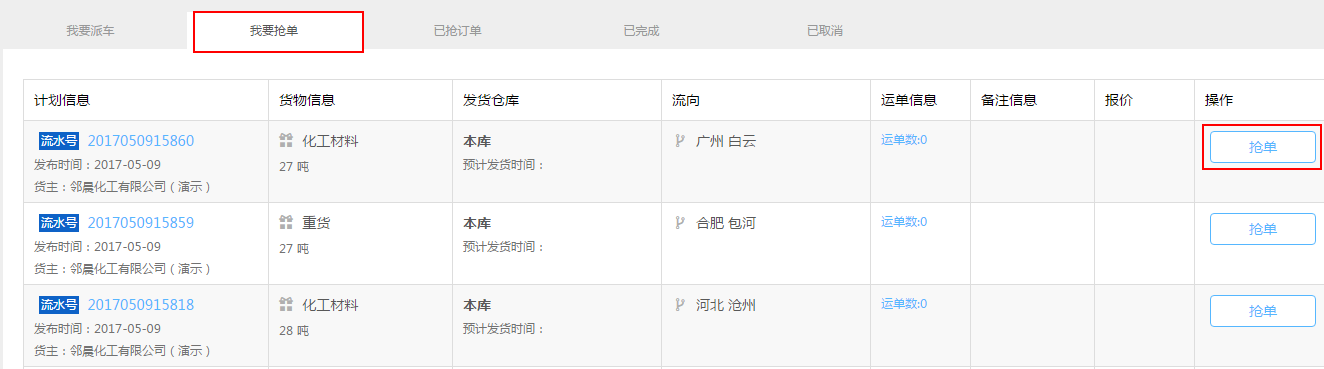 我要派车 我要抢单 已抢订单 已完成 已取消
计划信息 货物信息 发货仓库 流向 运单信息 备注信息 报价 操作
流水号 2017050915860 化工材料 本库 广州 白云 运单数:0 抢单
发布时间：2017-05-09 27 吨 预计发货时间：
货主：邻晨化工有限公司（演示）
流水号 2017050915859 重货 本库 合肥 包河 运单数:0 抢单
发布时间：2017-05-09 27 吨 预计发货时间：
货主：邻晨化工有限公司（演示）
流水号 2017050915818 化工材料 本库 河北 沧州 运单数:0 抢单
发布时间：2017-05-09 28 吨 预计发货时间：
货主：邻晨化工有限公司（演示）